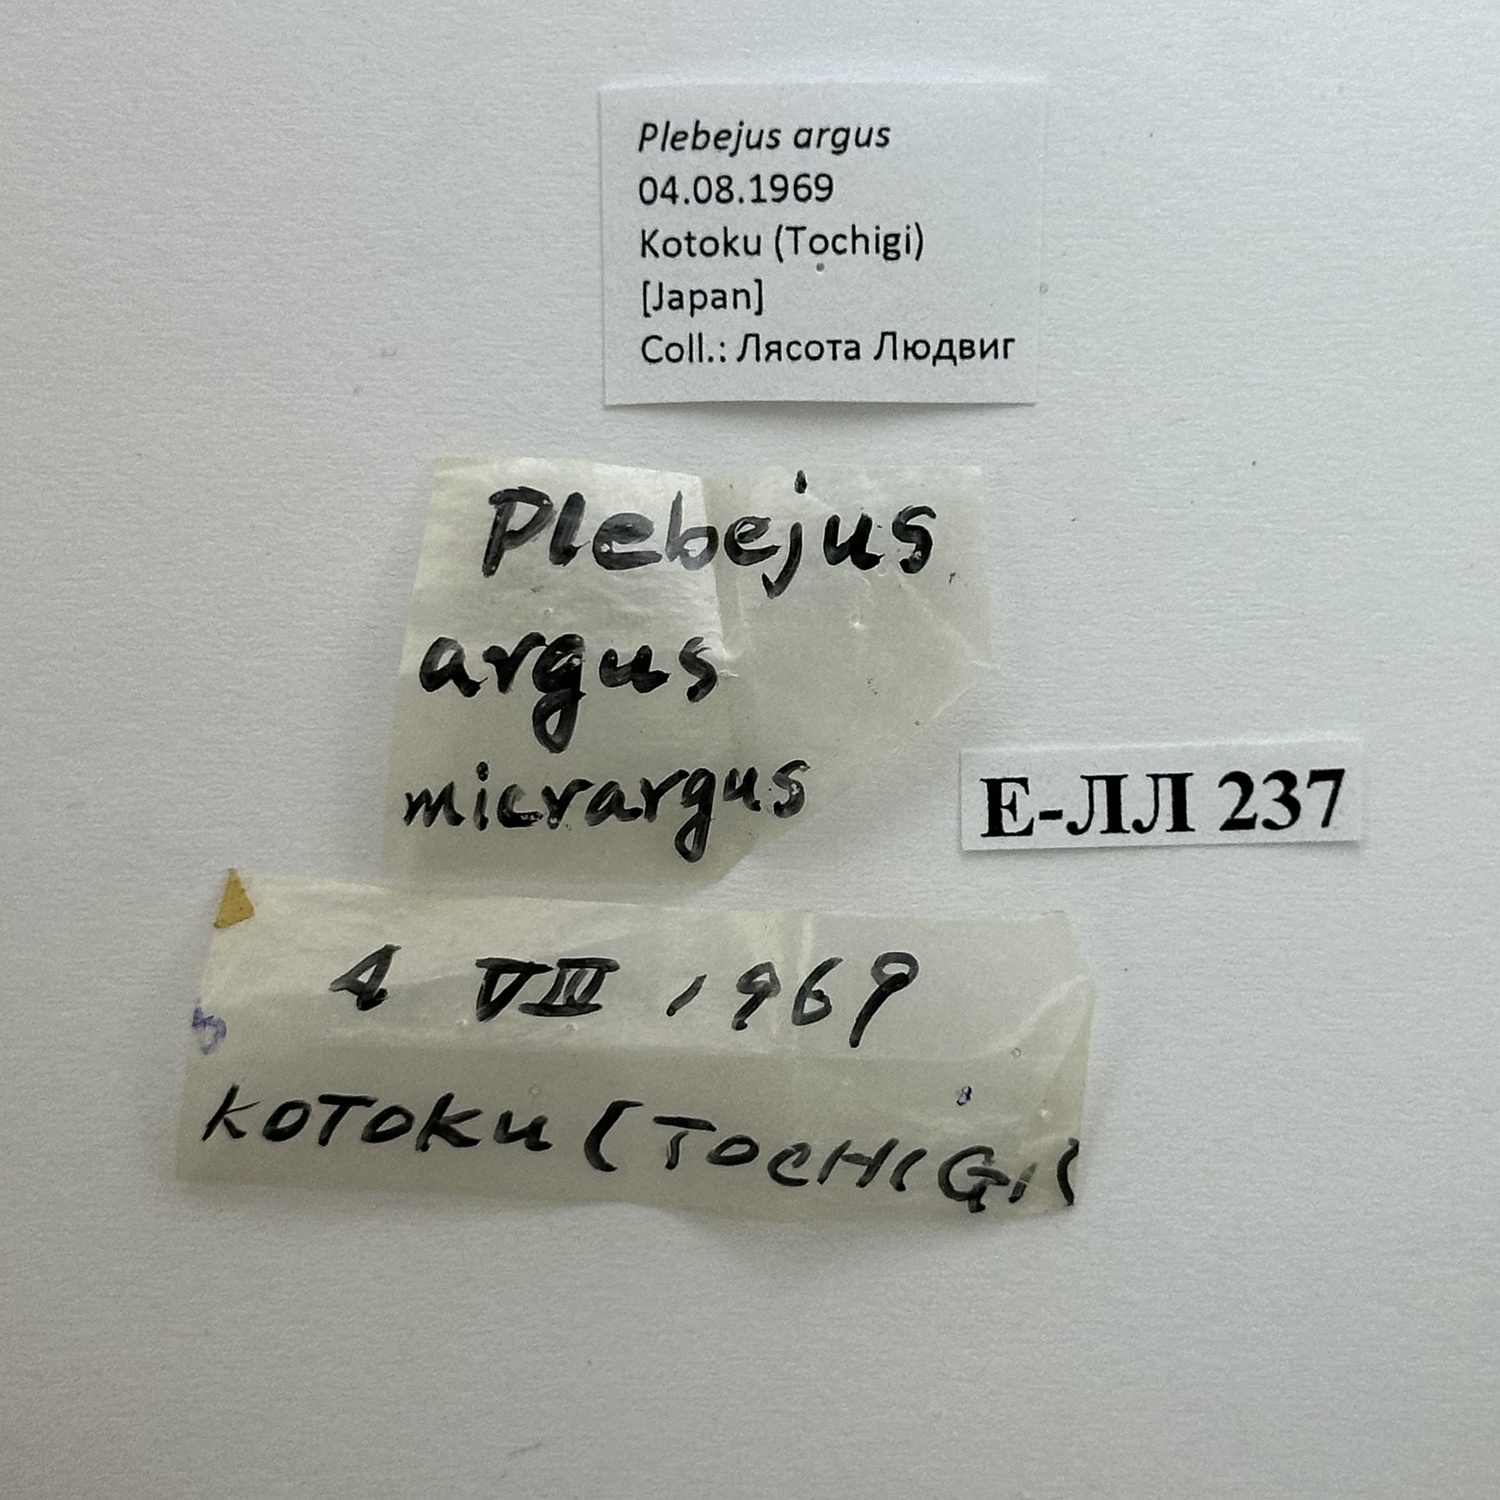 Plebejus argus
04.08.1969
Kotoku (Tochigi)
[Japan]
Coll.: Лясота Людвиг
Plebejus
argus
micrargus
Е-ЛЛ 237
4 VIII 1969
KOTOKU (TOCHIGI(